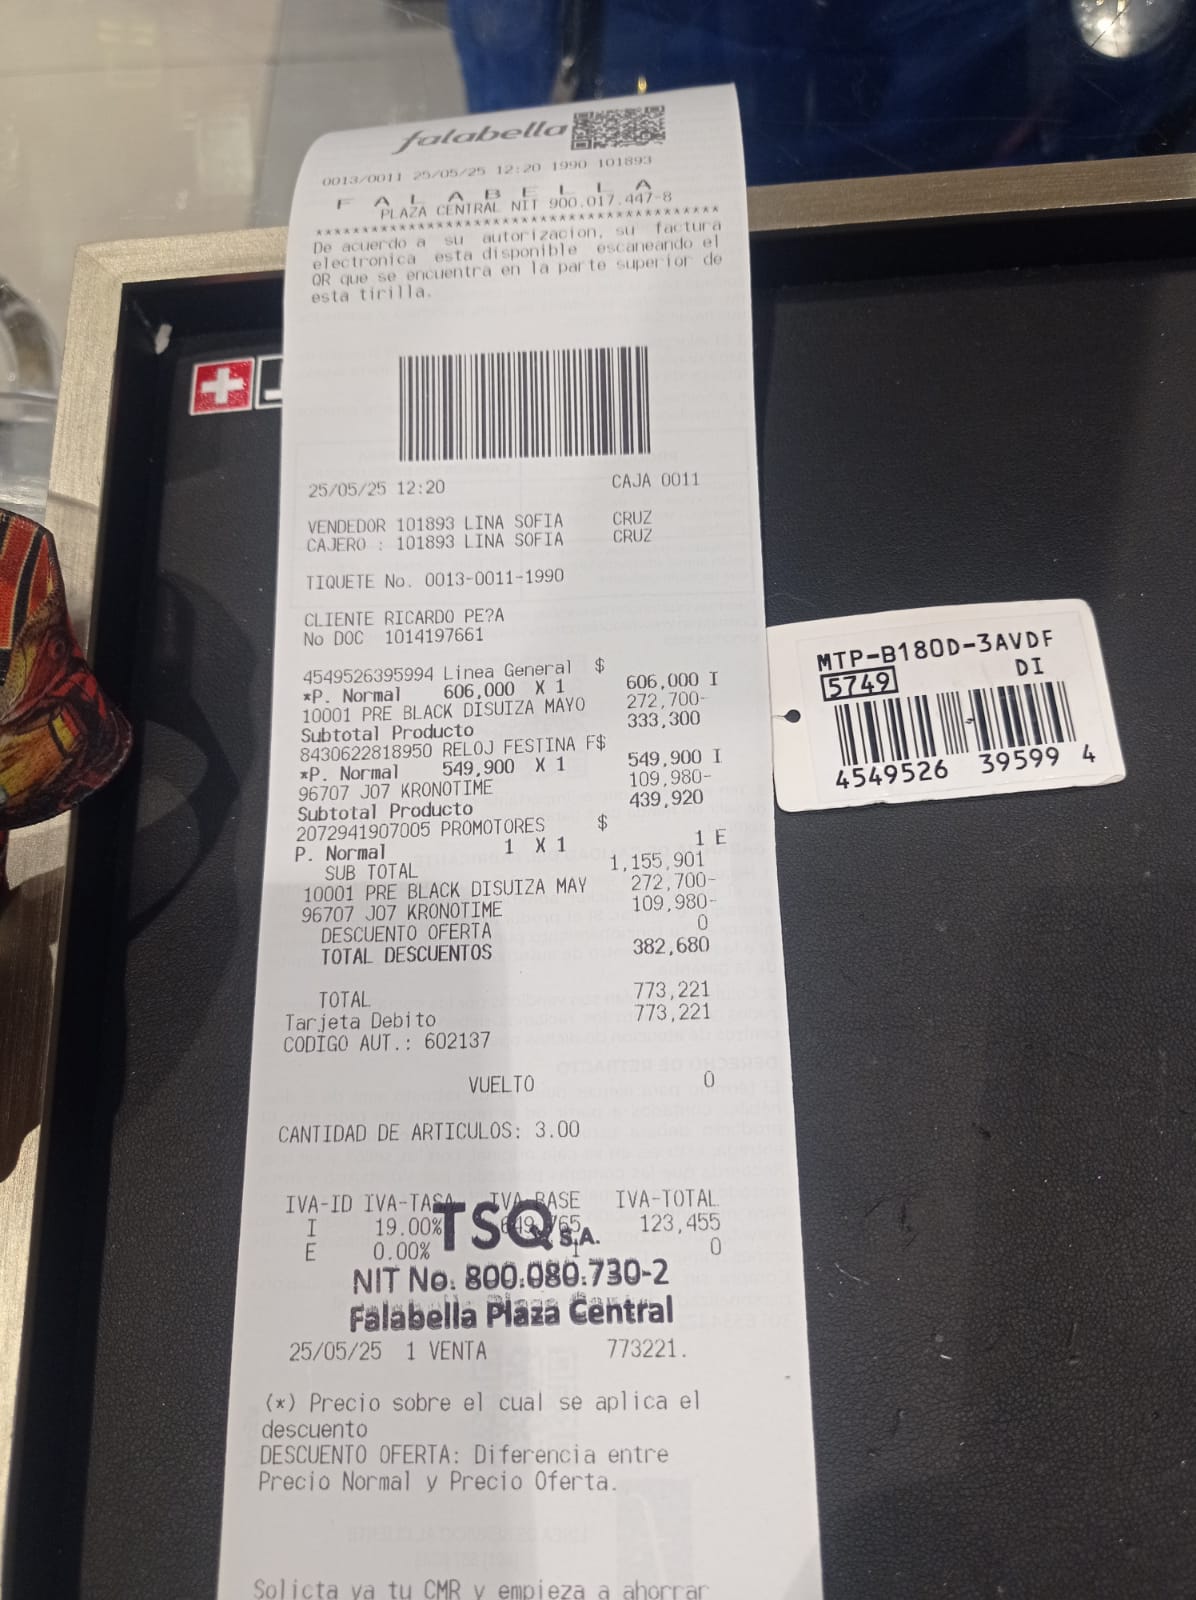 falabella
0013/0011 25/05/25 12:20 1990 101893
F A L A B E L L A
PLAZA CENTRAL NIT 900.017.447-8
****************************************
De acuerdo a su autorizacion, su factura
electronica esta disponible escaneando el
QR que se encuentra en la parte superior de
esta tirilla.
25/05/25 12:20 CAJA 0011
VENDEDOR 101893 LINA SOFIA CRUZ
CAJERO : 101893 LINA SOFIA CRUZ
TIQUETE No. 0013-0011-1990
CLIENTE RICARDO PE?A
No DOC 1014197661
4549526395994 Linea General $
*P. Normal 606,000 X 1 606,000 I
10001 PRE BLACK DISUIZA MAYO 272,700-
Subtotal Producto 333,300
8430622818950 RELOJ FESTINA F$
*P. Normal 549,900 X 1 549,900 I
96707 J07 KRONOTIME 109,980-
Subtotal Producto 439,920
2072941907005 PROMOTORES $
P. Normal 1 X 1 1 E
SUB TOTAL 1,155,901
10001 PRE BLACK DISUIZA MAY 272,700-
96707 J07 KRONOTIME 109,980-
DESCUENTO OFERTA 0
TOTAL DESCUENTOS 382,680
TOTAL 773,221
Tarjeta Debito 773,221
CODIGO AUT.: 602137
VUELTO 0
CANTIDAD DE ARTICULOS: 3.00
IVA-ID IVA-TASA IVA-BASE IVA-TOTAL
I 19.00% 123,455
E 0.00% 1 0
TSQ S.A.
NIT No. 800.080.730-2
Falabella Plaza Central
25/05/25 1 VENTA 773221.
(*) Precio sobre el cual se aplica el
descuento
DESCUENTO OFERTA: Diferencia entre
Precio Normal y Precio Oferta.
Solicta ya tu CMR y empieza a ahorrar
MTP-B180D-3AVDF
5749 DI
4549526 39599 4